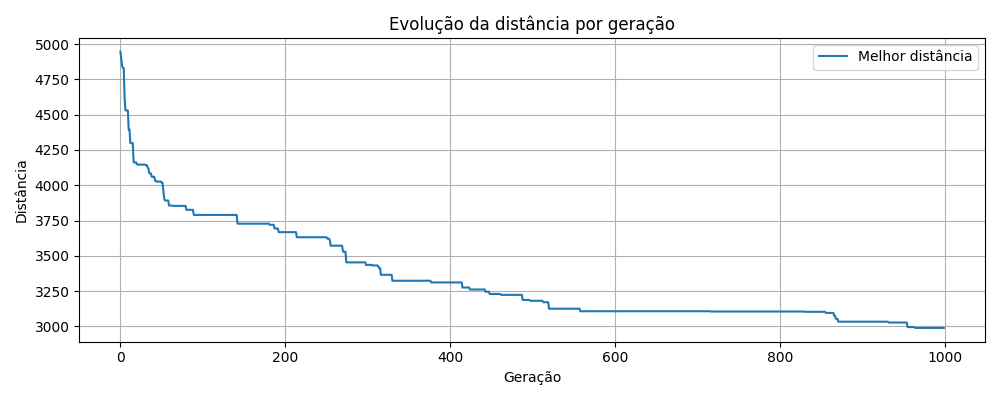 Evolução da distância por geração
Melhor distância
Distância
5000
4750
4500
4250
4000
3750
3500
3250
3000
0 200 400 600 800 1000
Geração